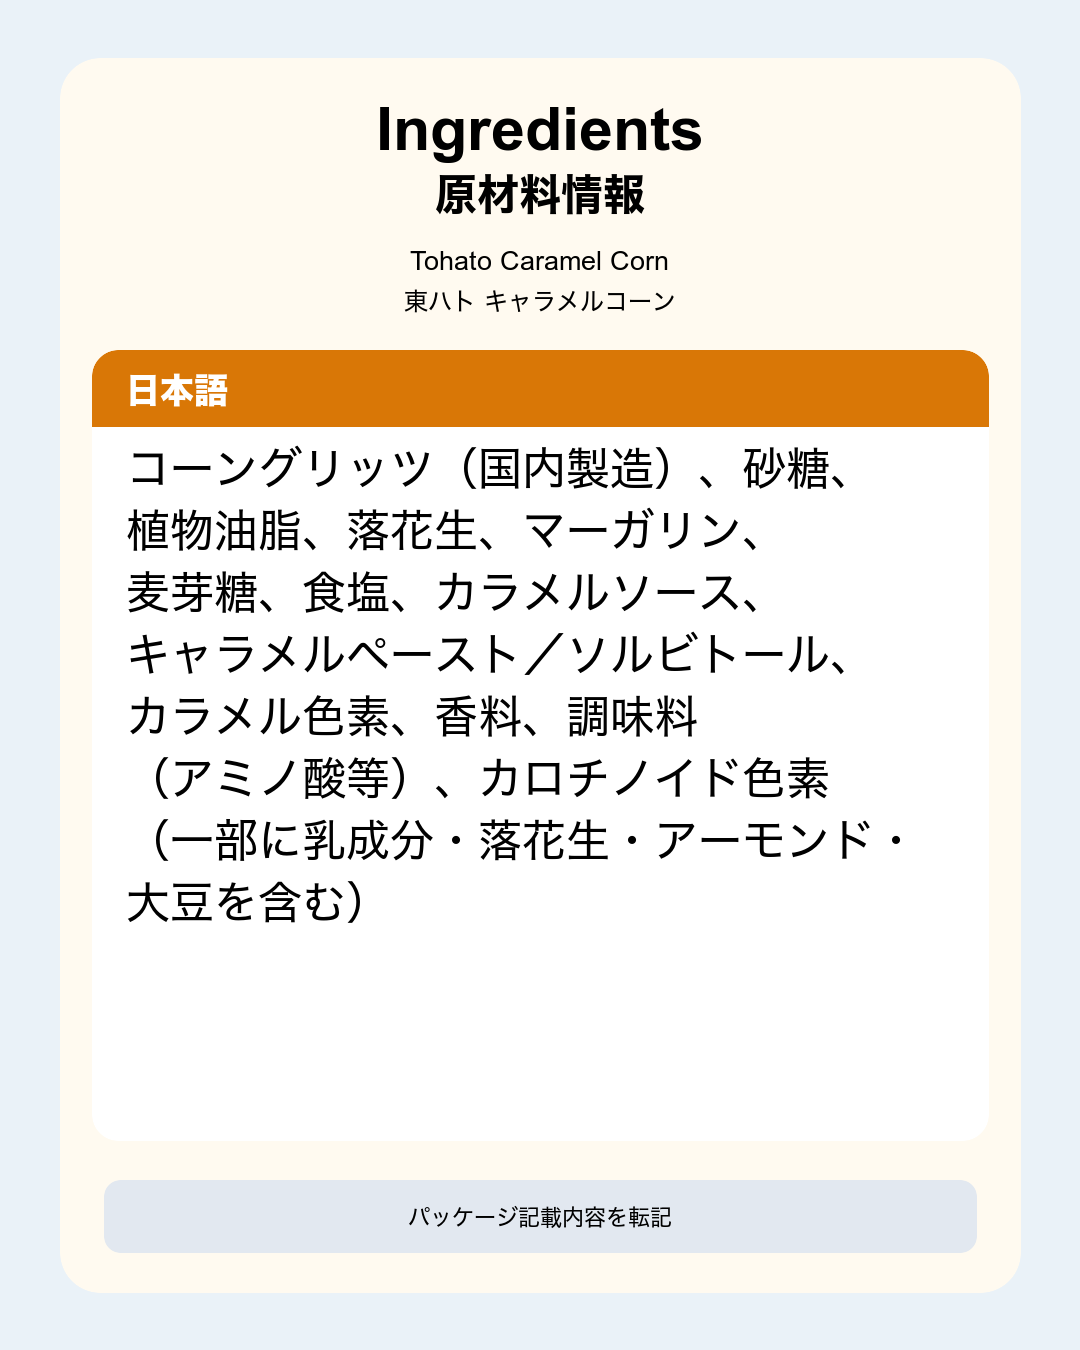 Ingredients
原材料情報
Tohato Caramel Corn
東ハト キャラメルコーン
日本語
コーングリッツ（国内製造）、砂糖、
植物油脂、落花生、マーガリン、
麦芽糖、食塩、カラメルソース、
キャラメルペースト／ソルビトール、
カラメル色素、香料、調味料
（アミノ酸等）、カロチノイド色素
（一部に乳成分・落花生・アーモンド・
大豆を含む）
パッケージ記載内容を転記